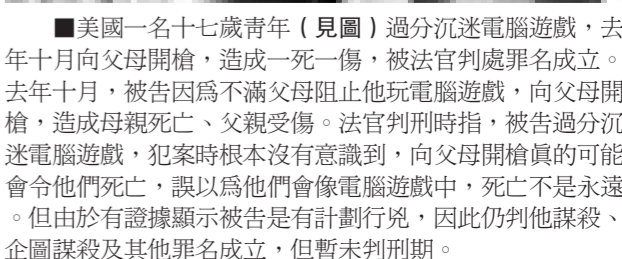 ■美國一名十七歲靑年（見圖）過分沉迷電腦遊戲，去
年十月向父母開槍，造成一死一傷，被法官判處罪名成立。
去年十月，被告因爲不滿父母阻止他玩電腦遊戲，向父母開
槍，造成母親死亡、父親受傷。法官判刑時指，被告過分沉
迷電腦遊戲，犯案時根本沒有意識到，向父母開槍眞的可能
會令他們死亡，誤以爲他們會像電腦遊戲中，死亡不是永遠
。但由於有證據顯示被告是有計劃行兇，因此仍判他謀殺、
企圖謀殺及其他罪名成立，但暫未判刑期。